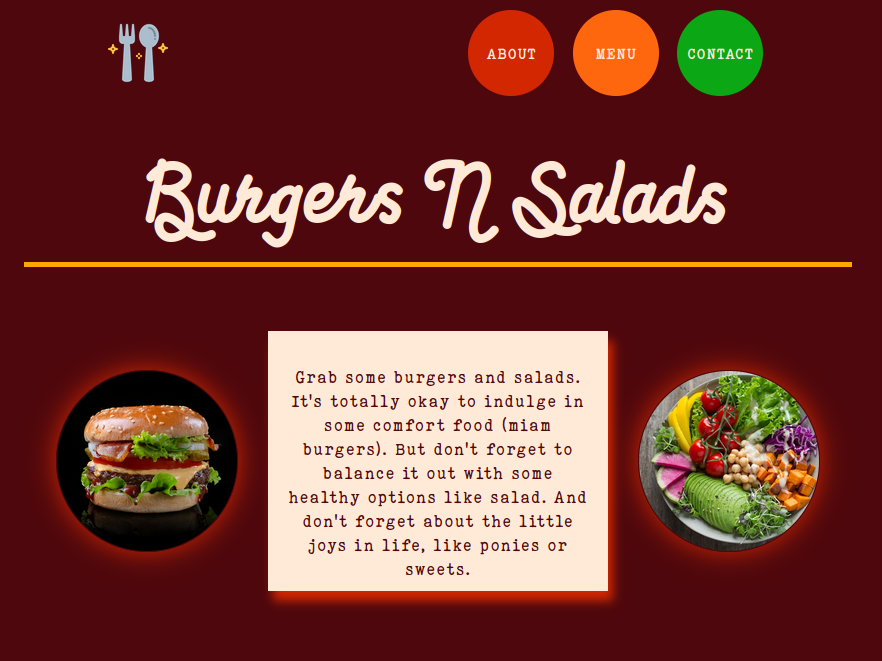 ABOUT MENU CONTACT
Burgers N Salads
Grab some burgers and salads.
It's totally okay to indulge in
some comfort food (miam
burgers). But don't forget to
balance it out with some
healthy options like salad. And
don't forget about the little
joys in life, like ponies or
sweets.